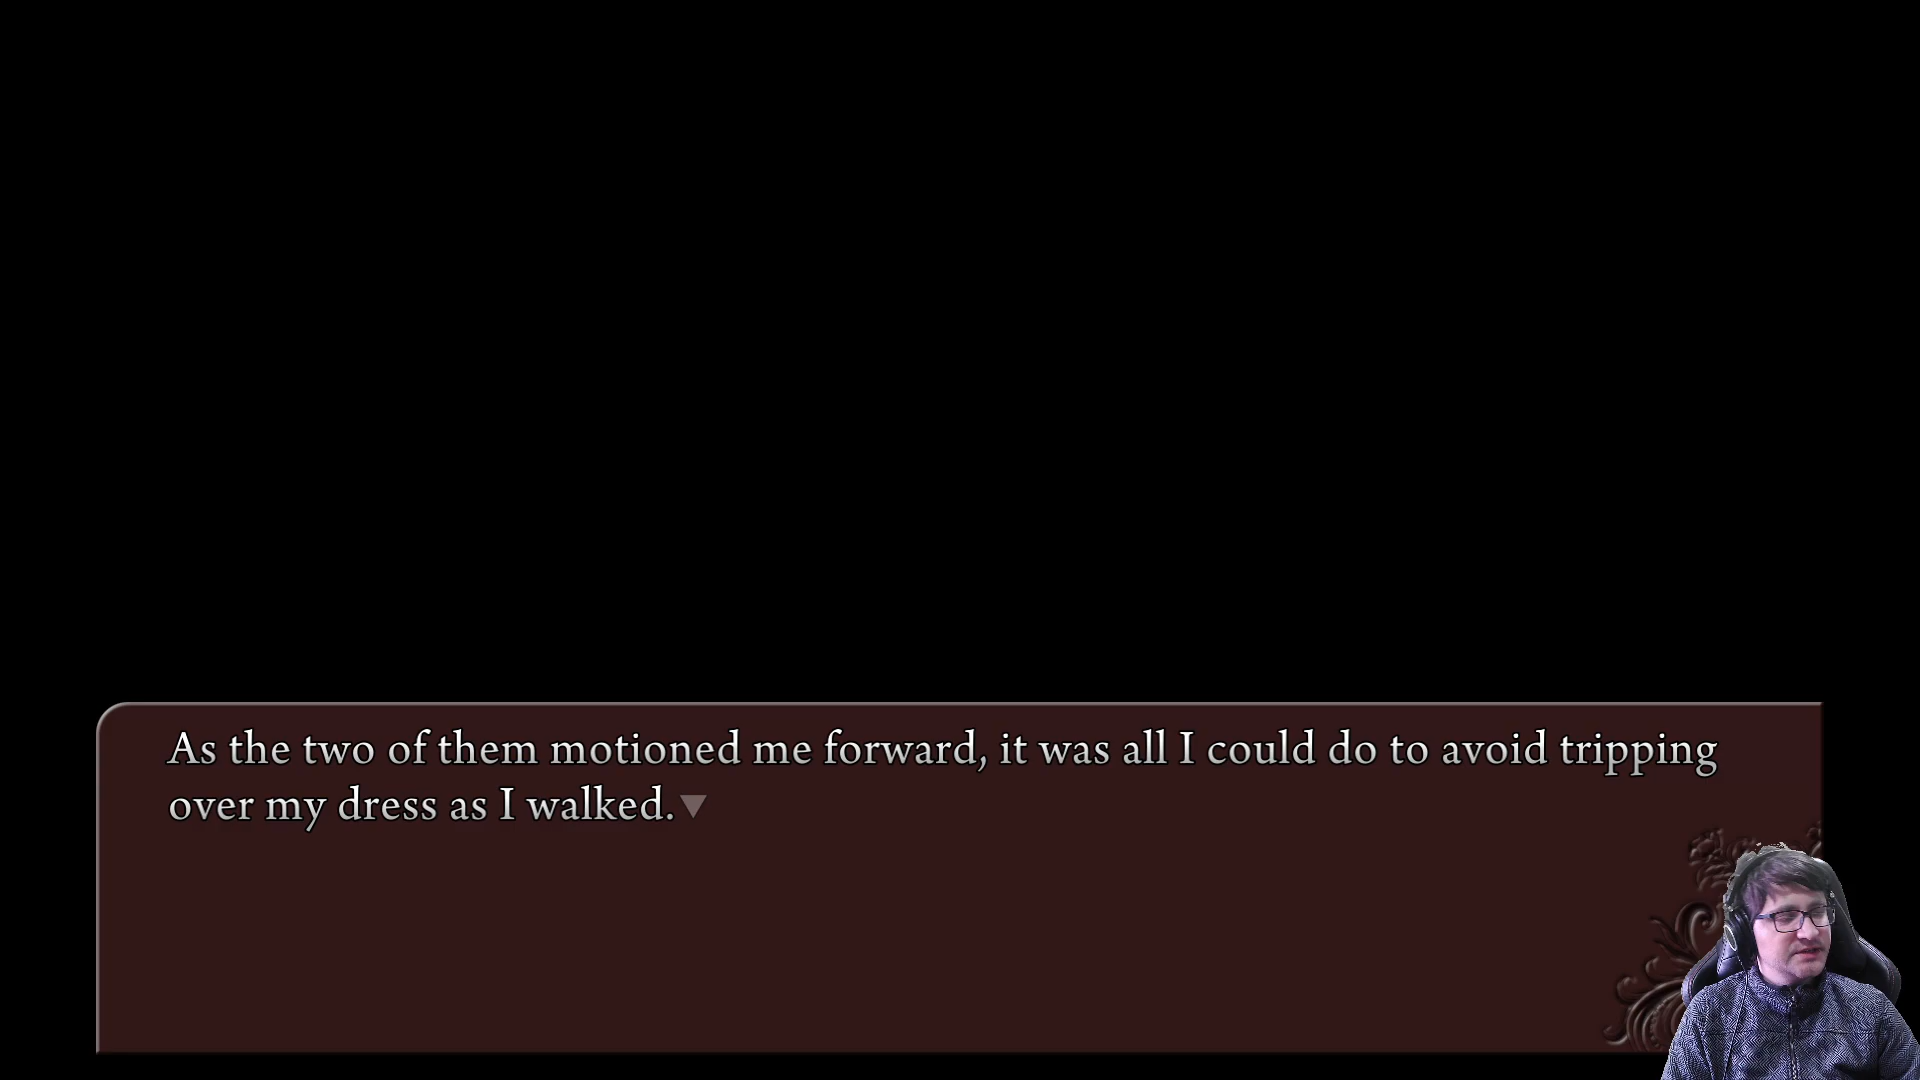 As the two of them motioned me forward, it was all I could do to avoid tripping
over my dress as I walked.